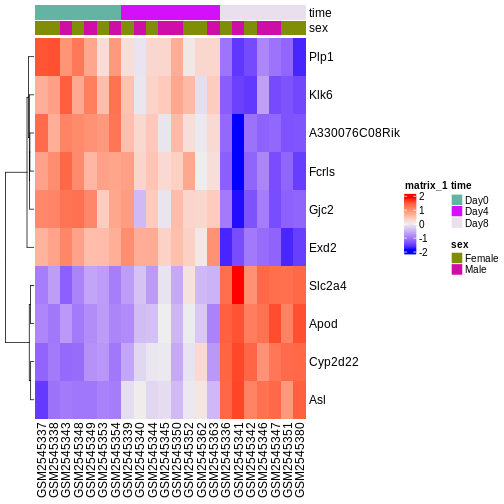 time
sex
Plp1
Klk6
A330076C08Rik
Fcrls
Gjc2
Exd2
Slc2a4
Apod
Cyp2d22
Asl
GSM2545337
GSM2545338
GSM2545343
GSM2545348
GSM2545349
GSM2545353
GSM2545354
GSM2545339
GSM2545340
GSM2545344
GSM2545345
GSM2545350
GSM2545352
GSM2545362
GSM2545363
GSM2545336
GSM2545341
GSM2545342
GSM2545346
GSM2545347
GSM2545351
GSM2545380
matrix_1
2
1
0
-1
-2
time
Day0
Day4
Day8
sex
Female
Male